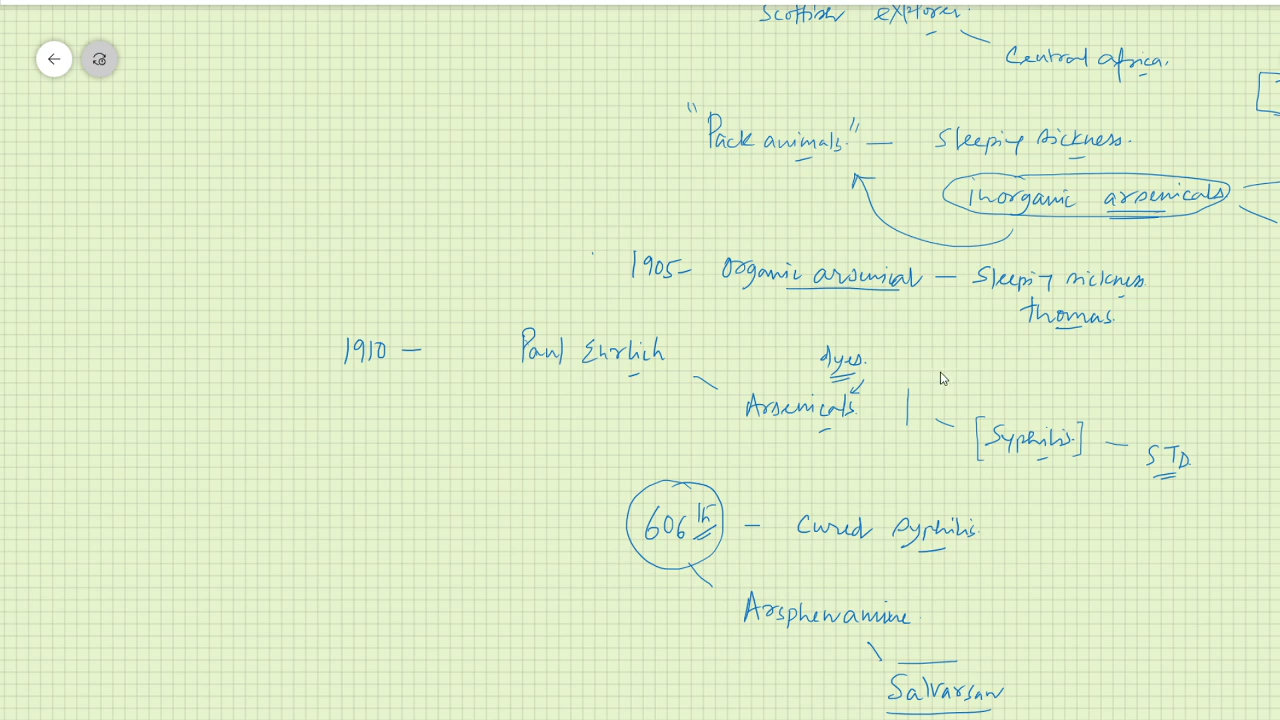 Scottish explorer.
Central africa.
"Pack animals." — Sleeping sickness.
inorganic arsenicals
1905- Organic arsenical — Sleeping sickness
thomas.
1910 — Paul Ehrlich
dyes.
Arsenicals
[Syphilis] — STD
606th — Cured Syphilis.
Arsphenamine
Salvarsan